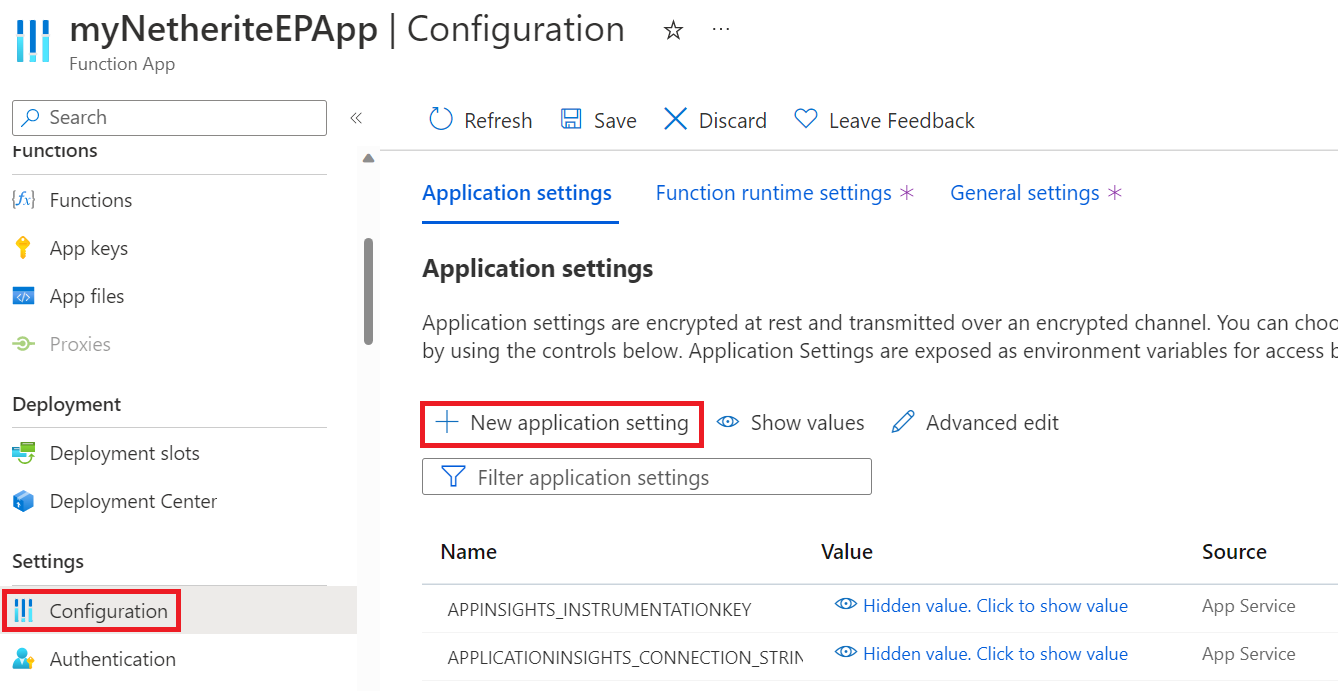 myNetheriteEPApp | Configuration ☆ ...
Function App
Search «
Functions
Functions
App keys
App files
Proxies
Deployment
Deployment slots
Deployment Center
Settings
Configuration
Authentication
Refresh Save Discard Leave Feedback
Application settings Function runtime settings * General settings *
Application settings
Application settings are encrypted at rest and transmitted over an encrypted channel. You can choo
by using the controls below. Application Settings are exposed as environment variables for access b
+ New application setting Show values Advanced edit
Filter application settings
Name Value Source
APPINSIGHTS_INSTRUMENTATIONKEY Hidden value. Click to show value App Service
APPLICATIONINSIGHTS_CONNECTION_STRIN Hidden value. Click to show value App Service